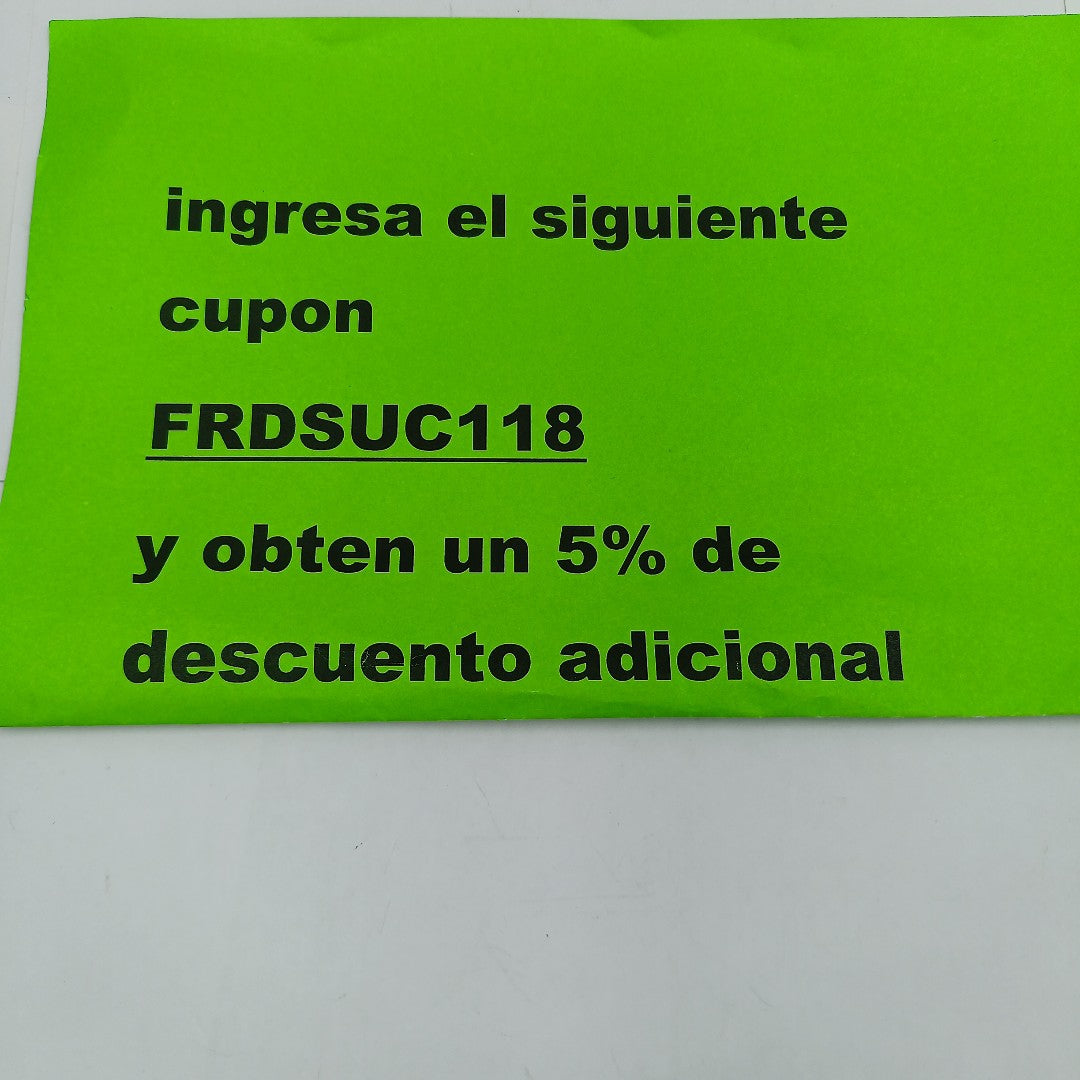 ingresa el siguiente
cupon
FRDSUC118
y obten un 5% de
descuento adicional